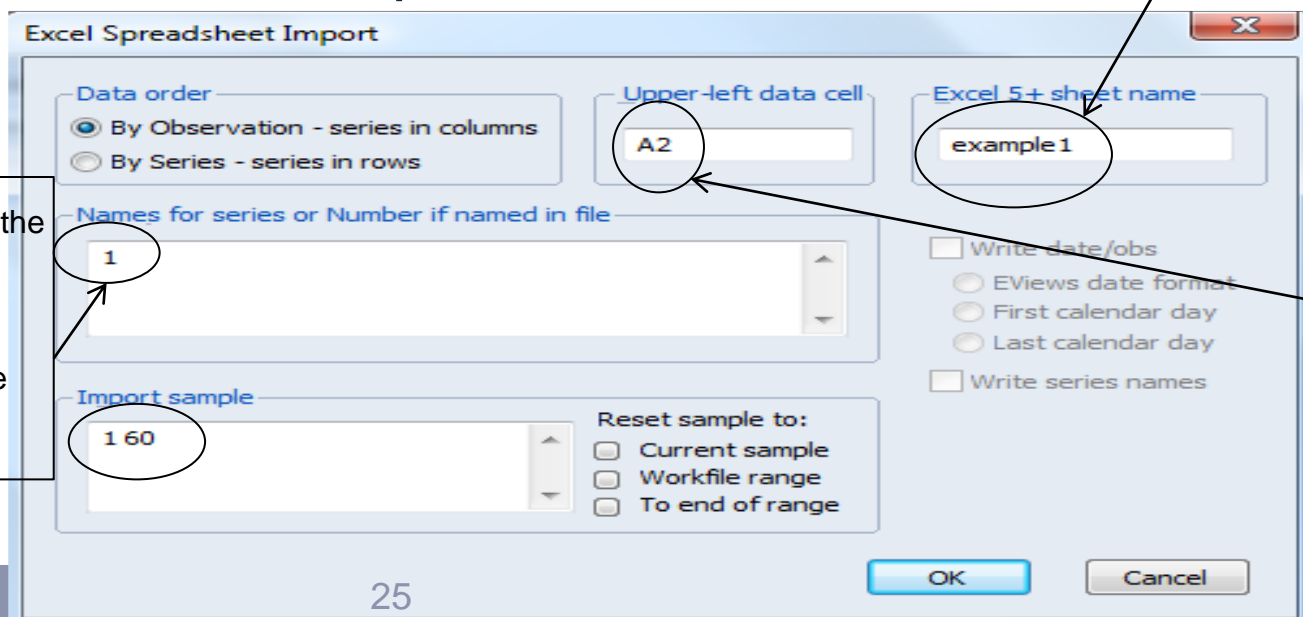 Excel Spreadsheet Import
Data order
By Observation - series in columns
By Series - series in rows
Upper-left data cell
A2
Excel 5+ sheet name
example1
the
Names for series or Number if named in file
1
Write date/obs
EViews date format
First calendar day
Last calendar day
Write series names
e
Import sample
1 60
Reset sample to:
Current sample
Workfile range
To end of range
OK
Cancel
25